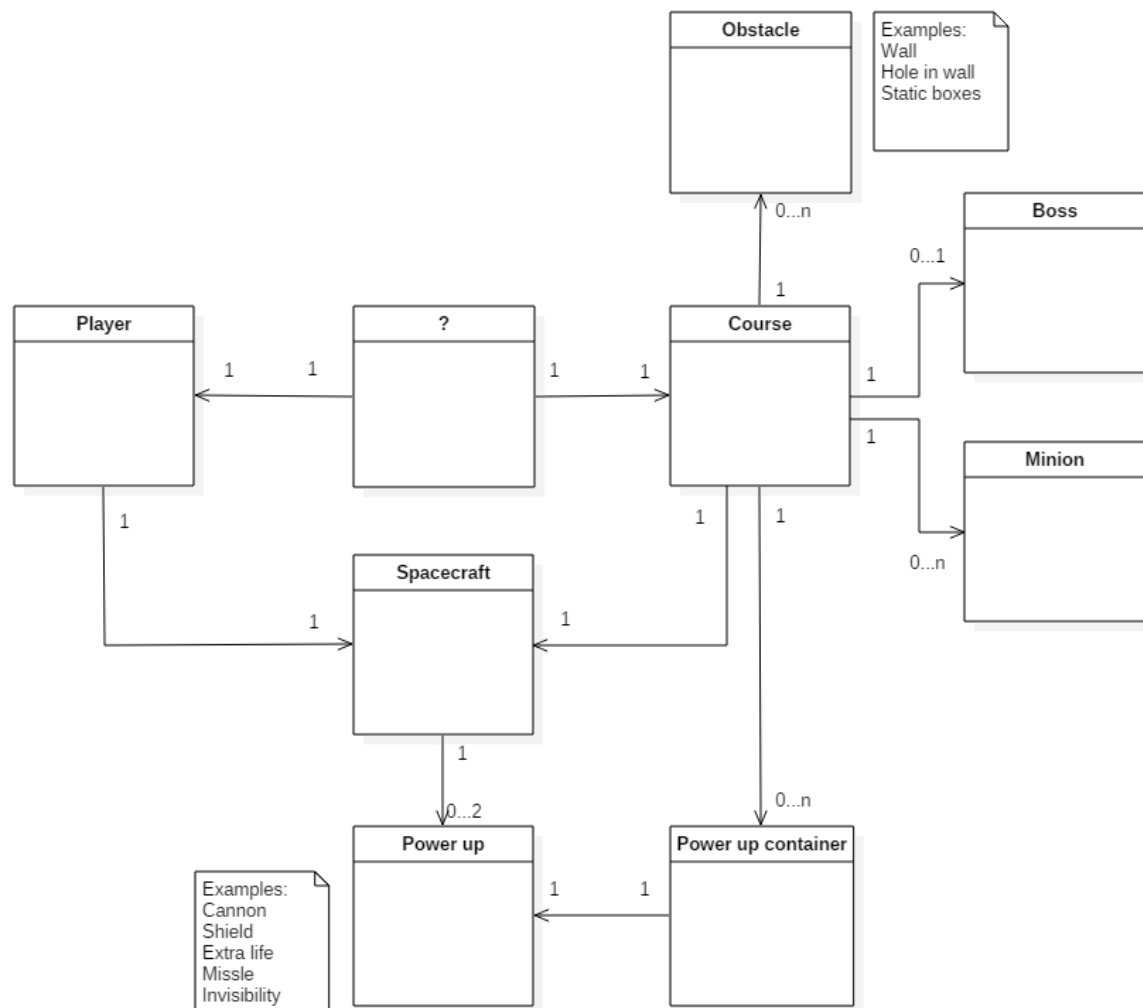 Obstacle
Examples:
Wall
Hole in wall
Static boxes
0...n
Boss
0...1
1
Player
?
Course
1
1
1
1
1
1
Minion
1
1
1
0...n
Spacecraft
1
1
1
0...2
0...n
Power up
Power up container
1
1
Examples:
Cannon
Shield
Extra life
Missle
Invisibility